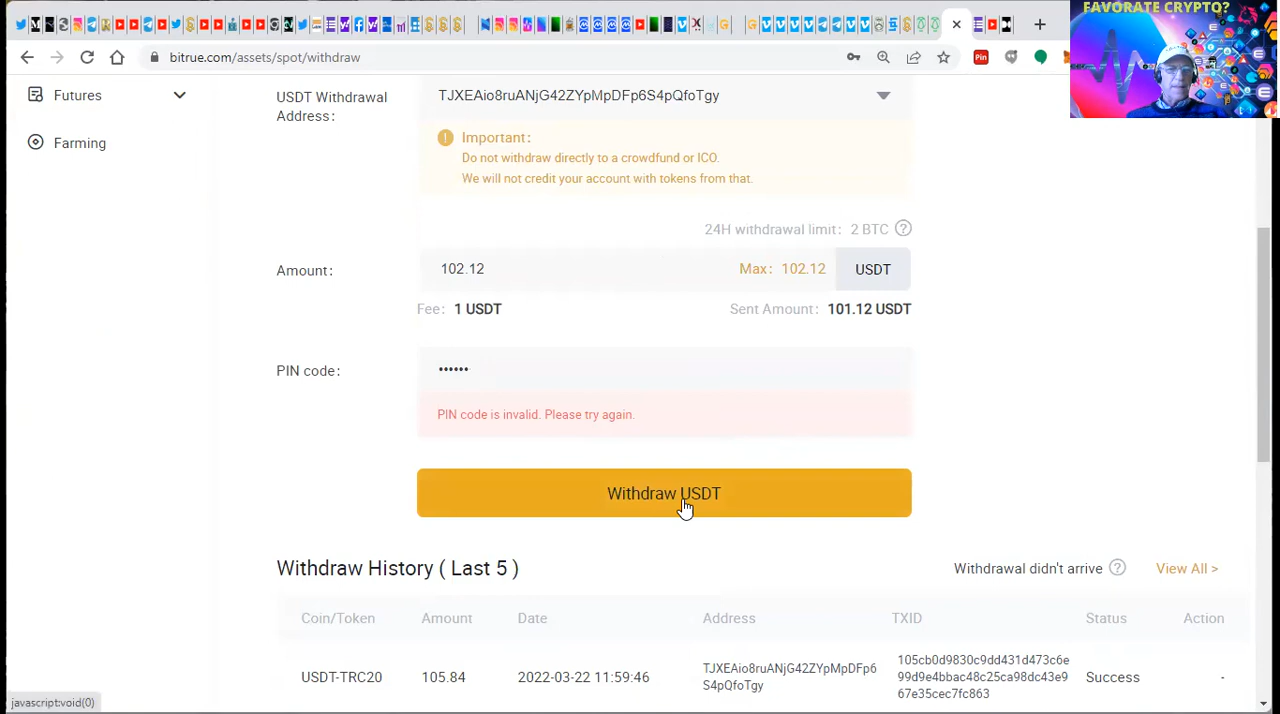 FAVORATE CRYPTO?
bitrue.com/assets/spot/withdraw
Pin
Futures
Farming
USDT Withdrawal
Address:
TJXEAio8ruANjG42ZYpMpDFp6S4pQfoTgy
Important:
Do not withdraw directly to a crowdfund or ICO.
We will not credit your account with tokens from that.
24H withdrawal limit: 2 BTC
Amount:
102.12
Max: 102.12
USDT
Fee: 1 USDT
Sent Amount: 101.12 USDT
PIN code:
••••••
PIN code is invalid. Please try again.
Withdraw USDT
Withdraw History ( Last 5 )
Withdrawal didn't arrive
View All >
Coin/Token Amount Date Address TXID Status Action
USDT-TRC20 105.84 2022-03-22 11:59:46
TJXEAio8ruANjG42ZYpMpDFp6
S4pQfoTgy
105cb0d9830c9dd431d473c6e
99d9e4bbac48c25ca98dc43e9
67e35cec7fc863
Success -
javascript:void(0)